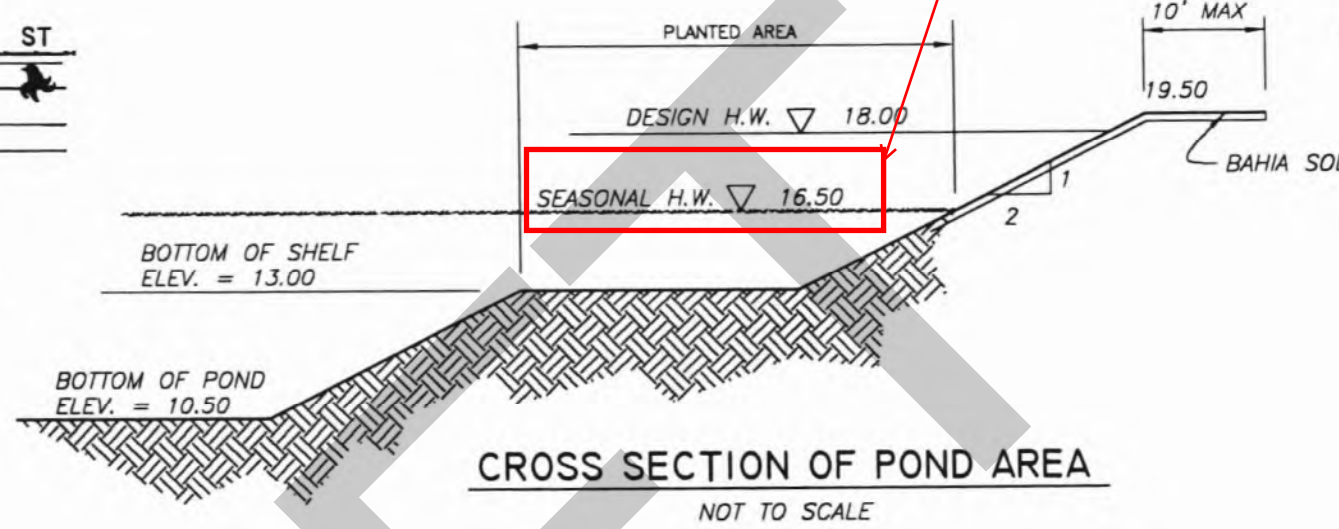 ST
10' MAX
PLANTED AREA
19.50
DESIGN H.W. 18.00
BAHIA
1
SEASONAL H.W. 16.50
2
BOTTOM OF SHELF
ELEV. = 13.00
BOTTOM OF POND
ELEV. = 10.50
CROSS SECTION OF POND AREA
NOT TO SCALE